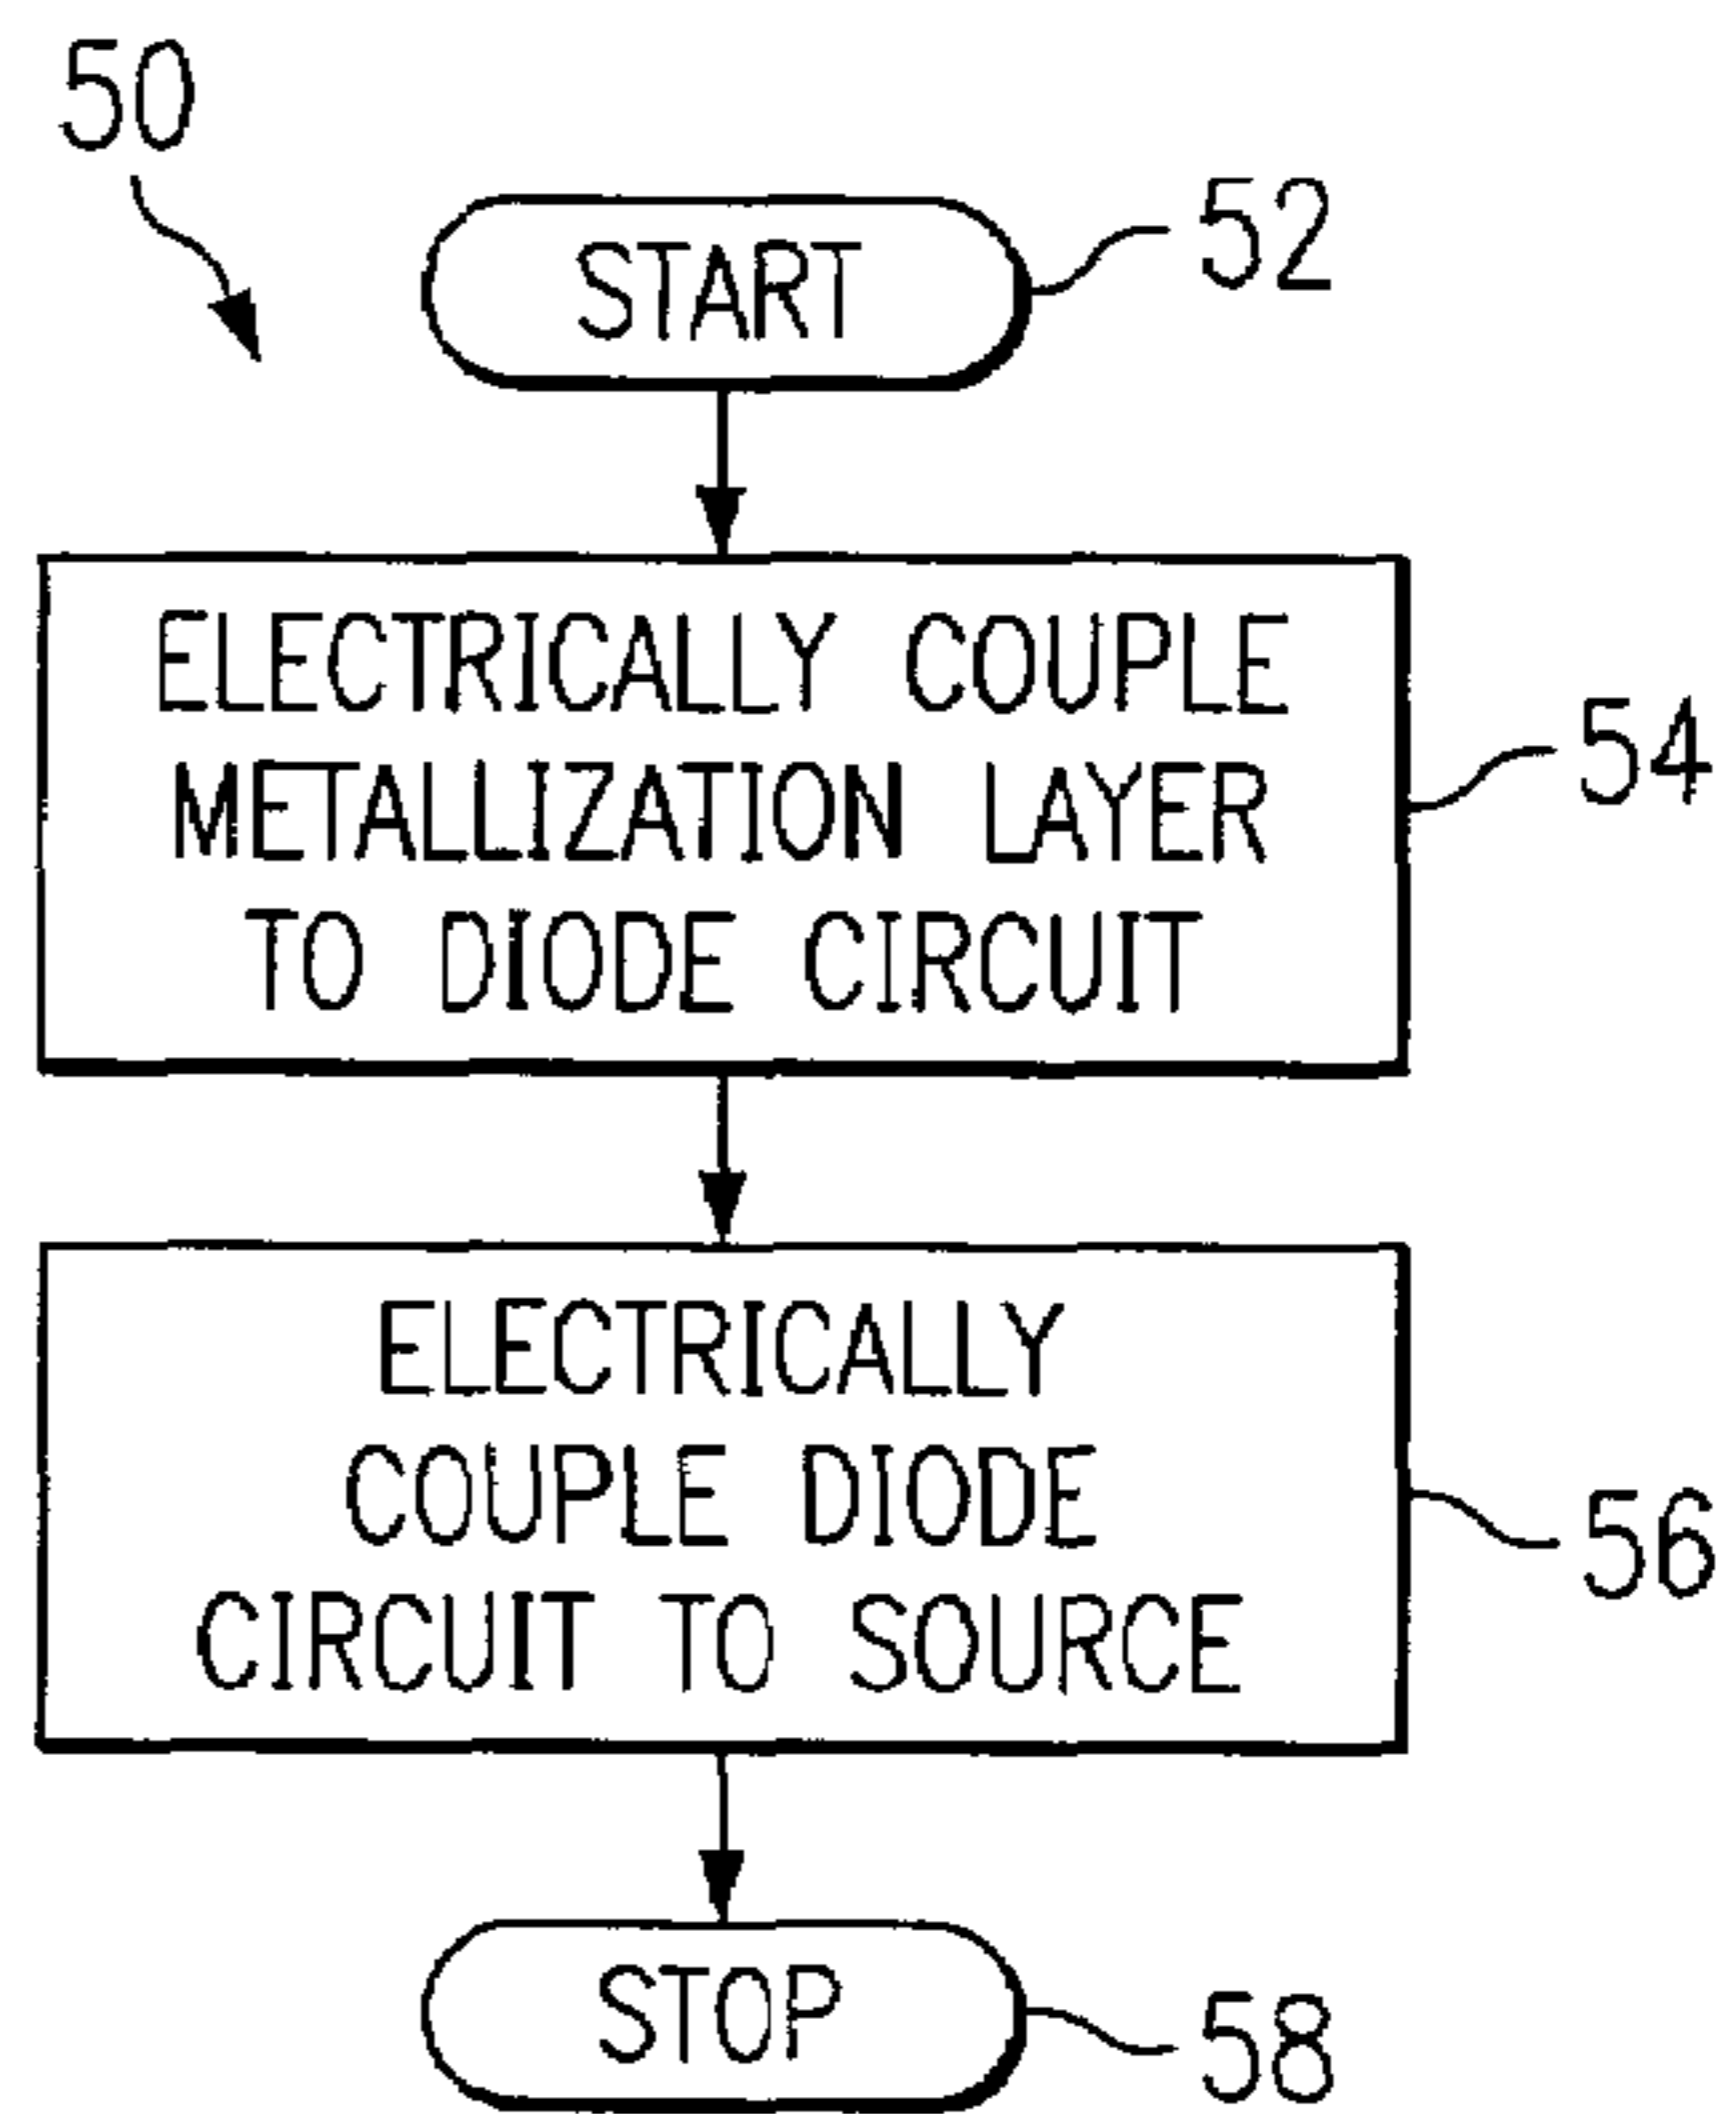 50
START
52
ELECTRICALLY COUPLE
METALLIZATION LAYER
TO DIODE CIRCUIT
54
ELECTRICALLY
COUPLE DIODE
CIRCUIT TO SOURCE
56
STOP
58